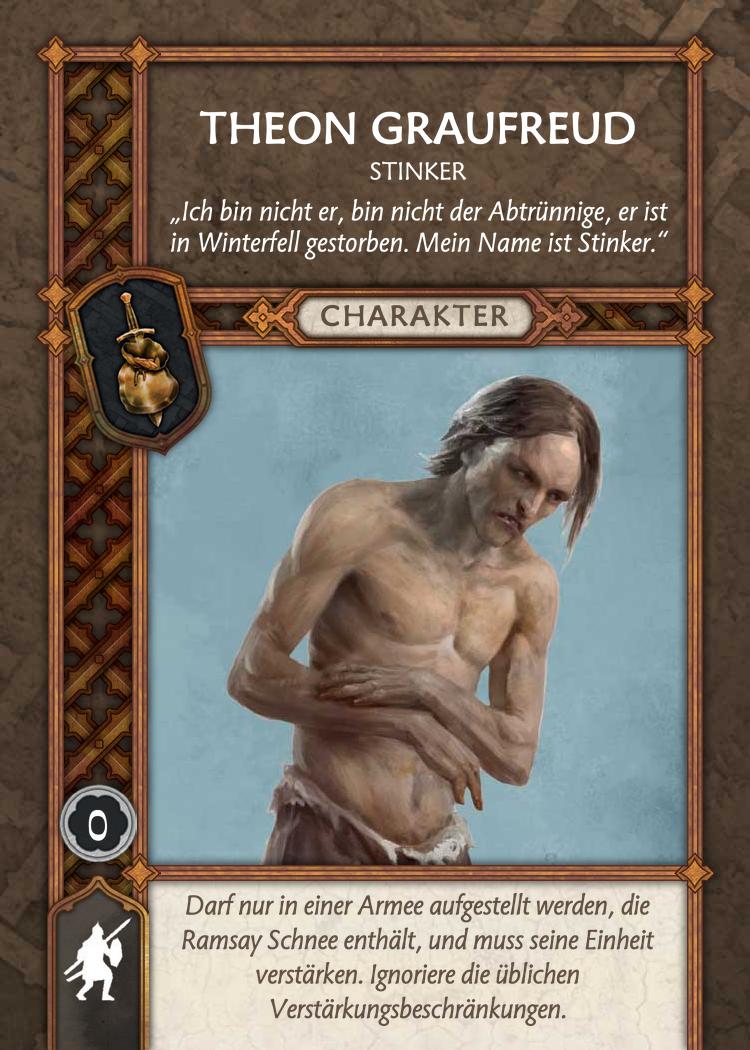 THEON GRAUFREUD
STINKER
„Ich bin nicht er, bin nicht der Abtrünnige, er ist
in Winterfell gestorben. Mein Name ist Stinker.“
CHARAKTER
0
Darf nur in einer Armee aufgestellt werden, die
Ramsay Schnee enthält, und muss seine Einheit
verstärken. Ignoriere die üblichen
Verstärkungsbeschränkungen.